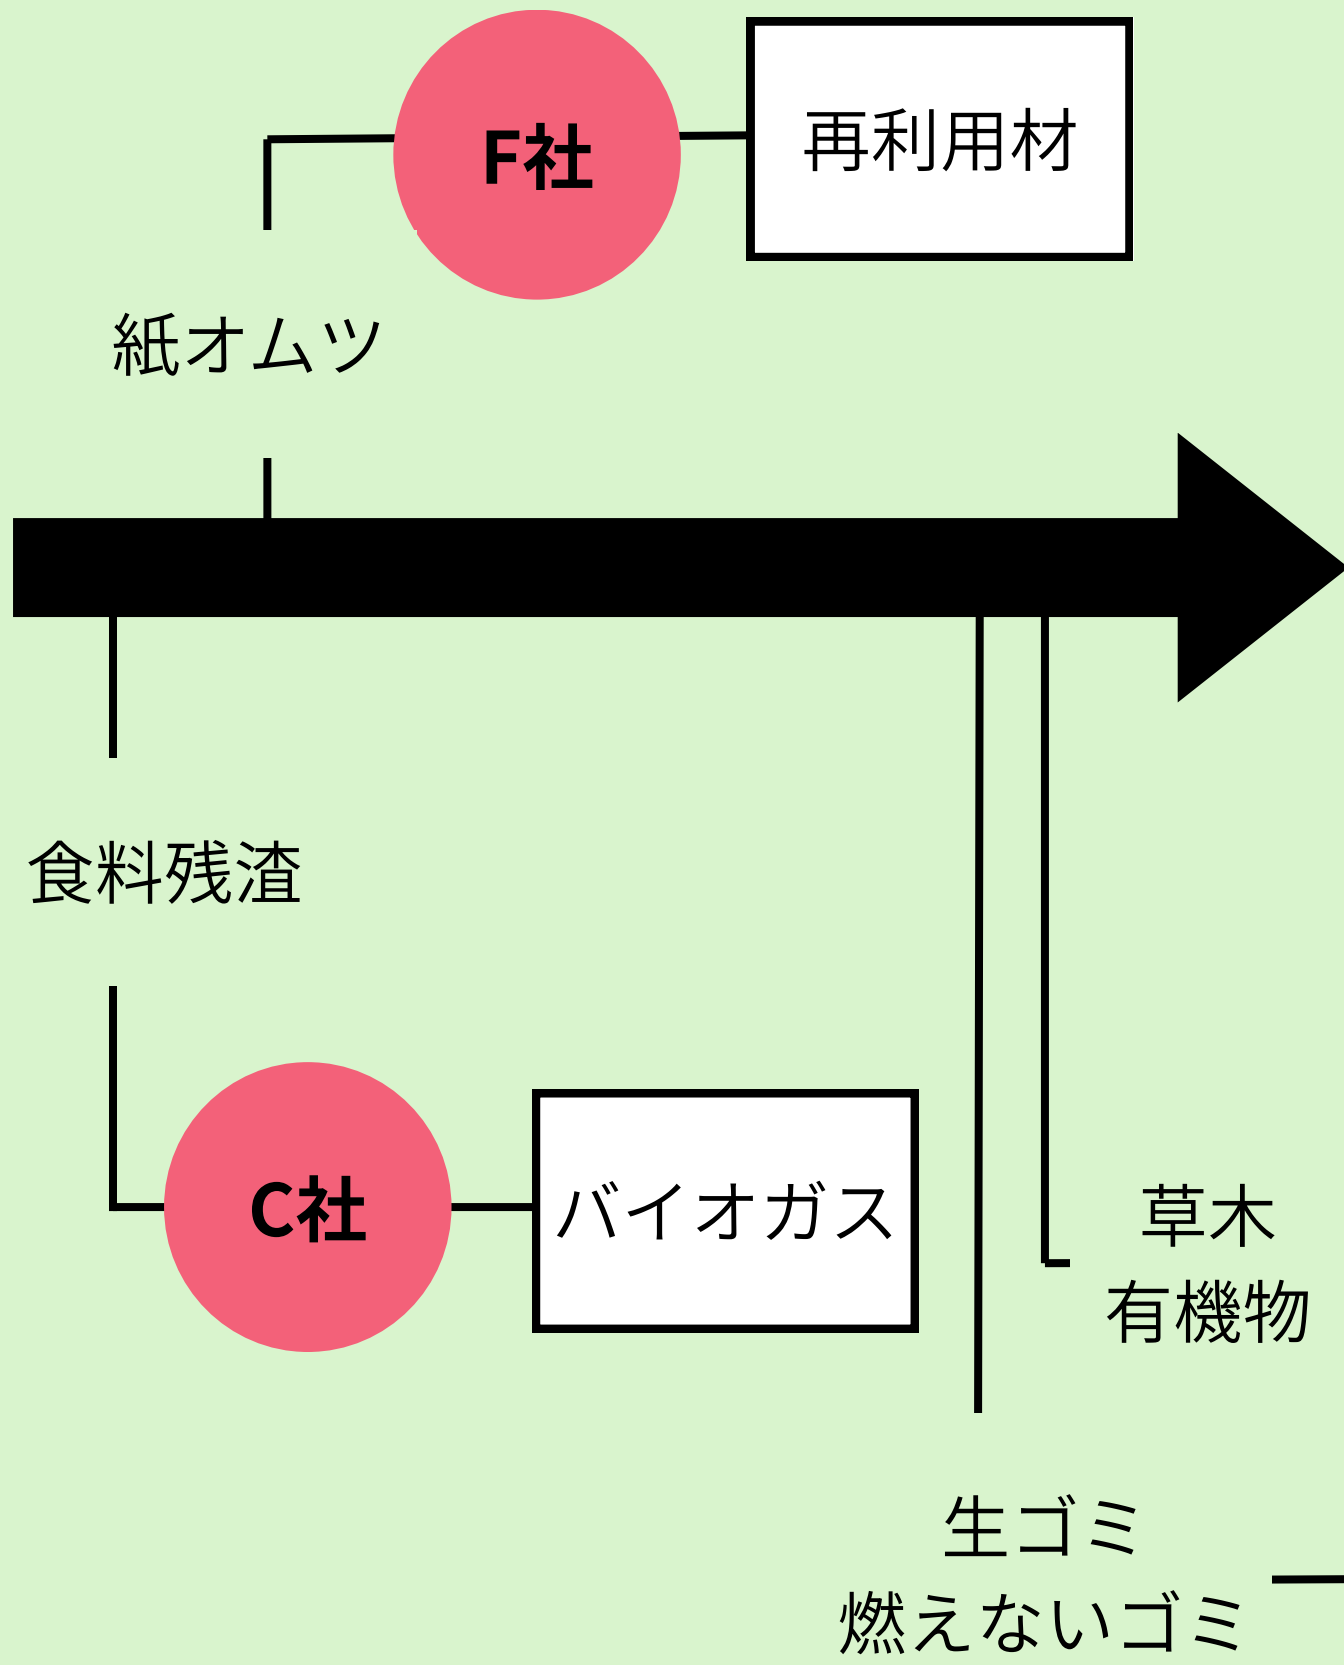 F社
再利用材
紙オムツ
食料残渣
C社
バイオガス
草木
有機物
生ゴミ
燃えないゴミ